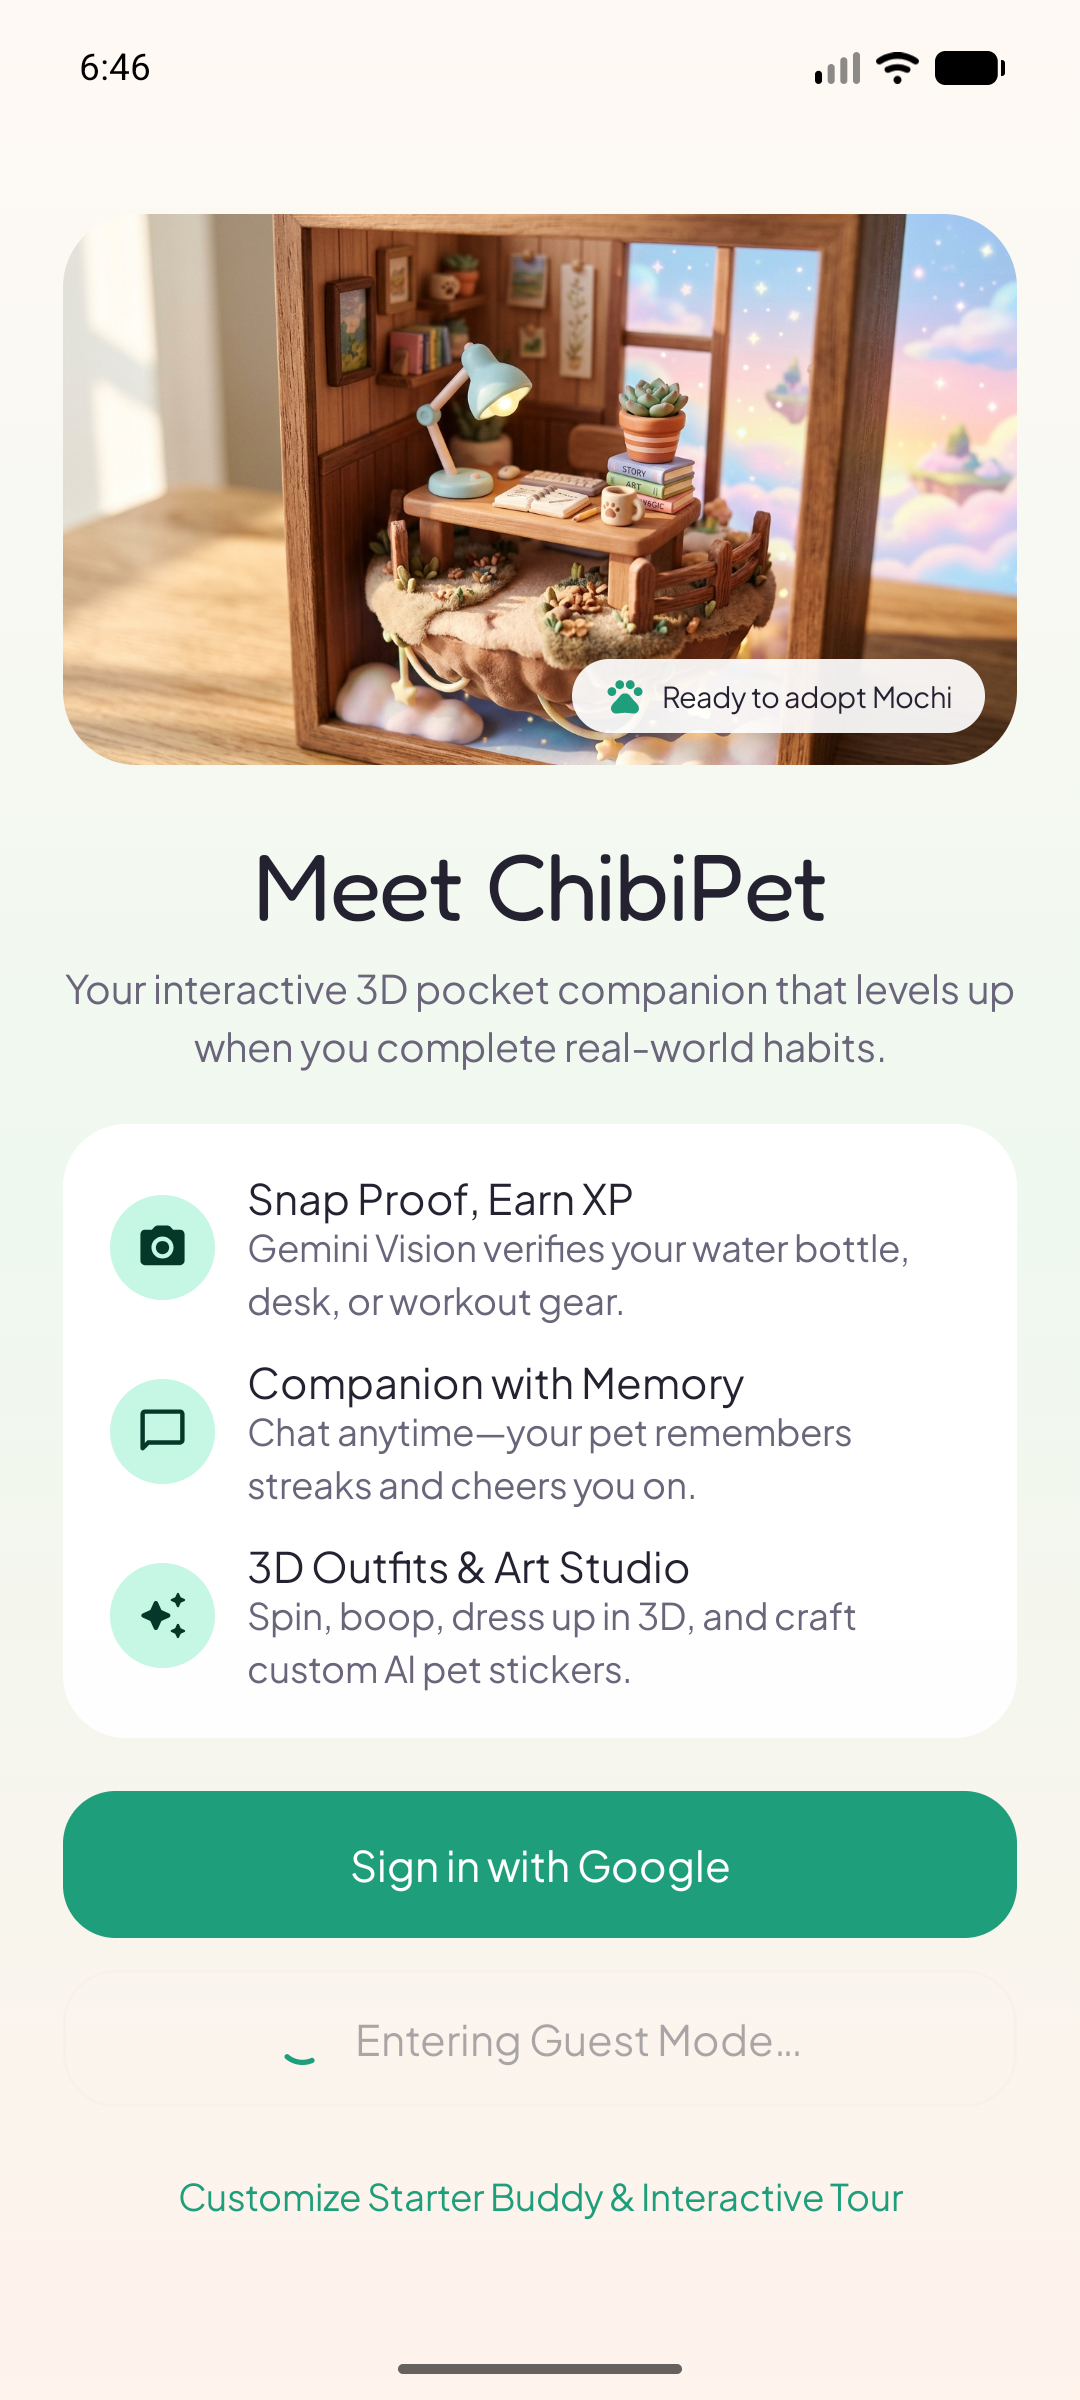 6:46
STORY
ART
Ready to adopt Mochi
Meet ChibiPet
Your interactive 3D pocket companion that levels up
when you complete real-world habits.
Snap Proof, Earn XP
Gemini Vision verifies your water bottle,
desk, or workout gear.
Companion with Memory
Chat anytime—your pet remembers
streaks and cheers you on.
3D Outfits & Art Studio
Spin, boop, dress up in 3D, and craft
custom AI pet stickers.
Sign in with Google
Entering Guest Mode...
Customize Starter Buddy & Interactive Tour